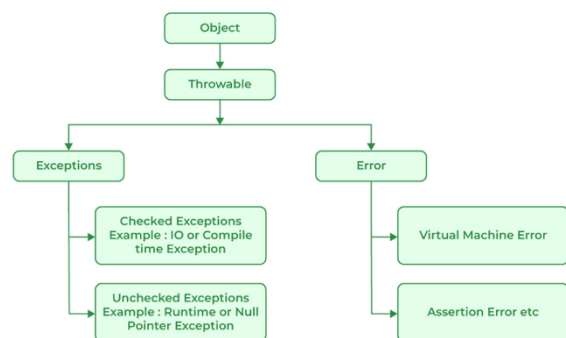 Object
Throwable
Exceptions
Error
Checked Exceptions
Example : IO or Compile
time Exception
Virtual Machine Error
Unchecked Exceptions
Example : Runtime or Null
Pointer Exception
Assertion Error etc